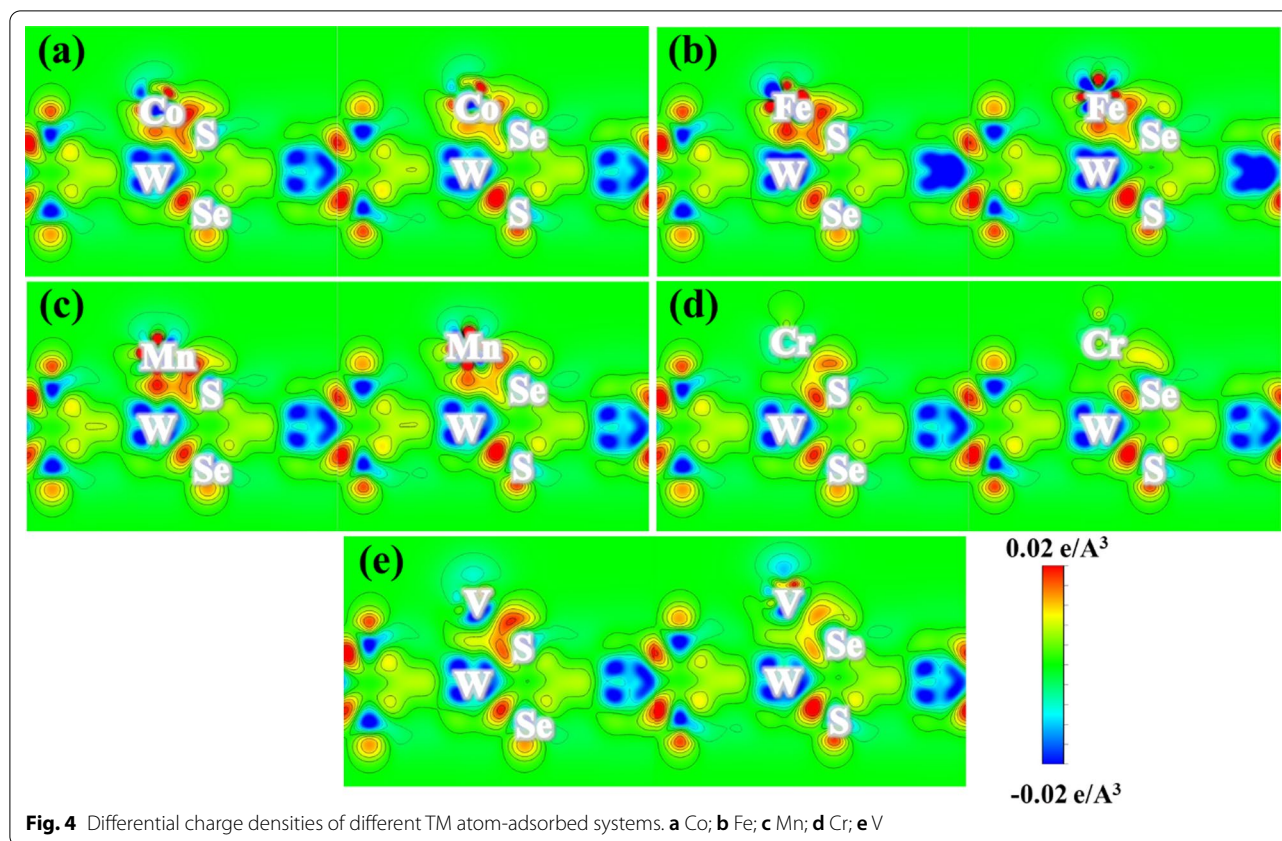 (a)
Co
Co
S
Se
W
W
Se
S
(b)
Fe
Fe
S
Se
W
W
Se
S
(c)
Mn
Mn
S
Se
W
W
Se
S
(d)
Cr
Cr
S
Se
W
W
Se
S
(e)
V
V
S
Se
W
W
Se
S
0.02 e/A³
-0.02 e/A³
Fig. 4 Differential charge densities of different TM atom-adsorbed systems. a Co; b Fe; c Mn; d Cr; e V